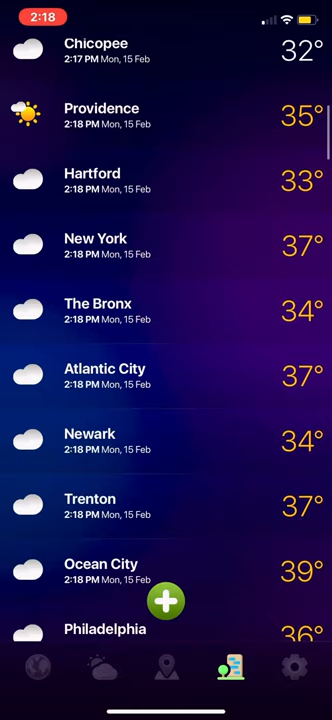 2:18
Chicopee
32°
2:17 PM Mon, 15 Feb
Providence
35°
2:18 PM Mon, 15 Feb
Hartford
33°
2:18 PM Mon, 15 Feb
New York
37°
2:18 PM Mon, 15 Feb
The Bronx
34°
2:18 PM Mon, 15 Feb
Atlantic City
37°
2:18 PM Mon, 15 Feb
Newark
34°
2:18 PM Mon, 15 Feb
Trenton
37°
2:18 PM Mon, 15 Feb
Ocean City
39°
2:18 PM Mon, 15 Feb
Philadelphia
36°